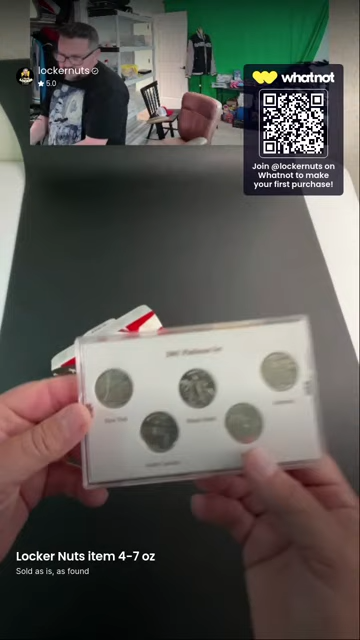 lockernuts
★ 5.0
whatnot
Join @lockernuts on
Whatnot to make
your first purchase!
Locker Nuts item 4-7 oz
Sold as is, as found